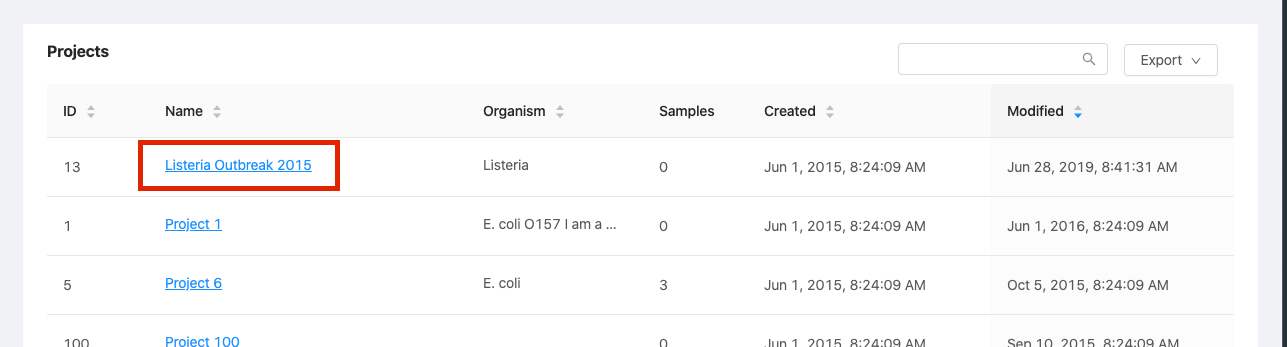 Projects
Export
ID Name Organism Samples Created Modified
13 Listeria Outbreak 2015 Listeria 0 Jun 1, 2015, 8:24:09 AM Jun 28, 2019, 8:41:31 AM
1 Project 1 E. coli O157 I am a ... 0 Jun 1, 2015, 8:24:09 AM Jun 1, 2016, 8:24:09 AM
5 Project 6 E. coli 3 Jun 1, 2015, 8:24:09 AM Oct 5, 2015, 8:24:09 AM
100 Project 100 0 Jun 1, 2015, 8:24:09 AM Sep 10, 2015, 8:24:09 AM